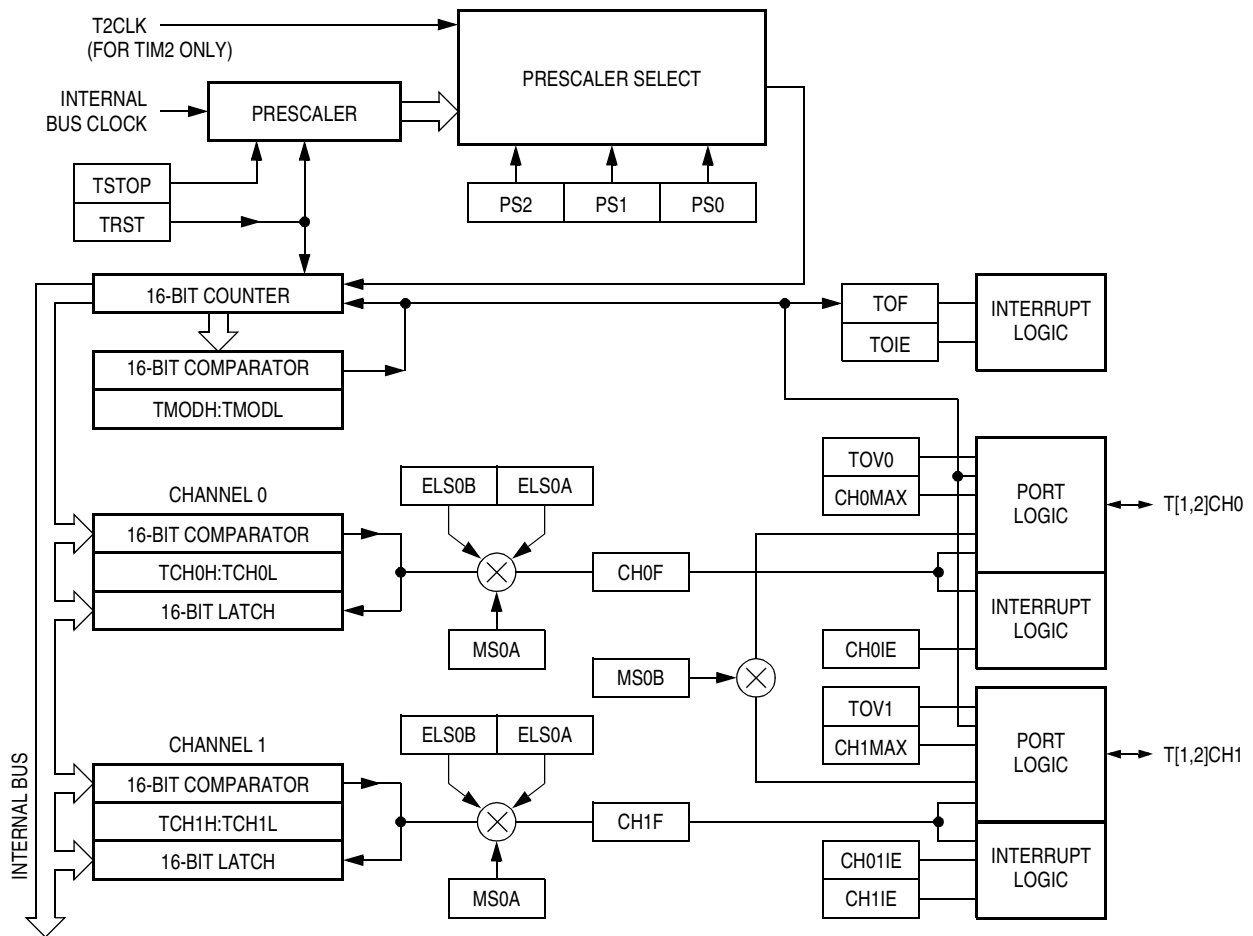 T2CLK
(FOR TIM2 ONLY)
PRESCALER SELECT
INTERNAL
BUS CLOCK
PRESCALER
TSTOP
TRST
PS2
PS1
PS0
16-BIT COUNTER
TOF
TOIE
INTERRUPT
LOGIC
16-BIT COMPARATOR
TMODH:TMODL
TOV0
CH0MAX
PORT
LOGIC
T[1,2]CH0
CHANNEL 0
ELS0B
ELS0A
16-BIT COMPARATOR
TCH0H:TCH0L
16-BIT LATCH
CH0F
MS0A
INTERRUPT
LOGIC
CH0IE
MS0B
TOV1
CH1MAX
PORT
LOGIC
T[1,2]CH1
CHANNEL 1
ELS0B
ELS0A
16-BIT COMPARATOR
TCH1H:TCH1L
16-BIT LATCH
CH1F
MS0A
CH01IE
CH1IE
INTERRUPT
LOGIC
INTERNAL BUS